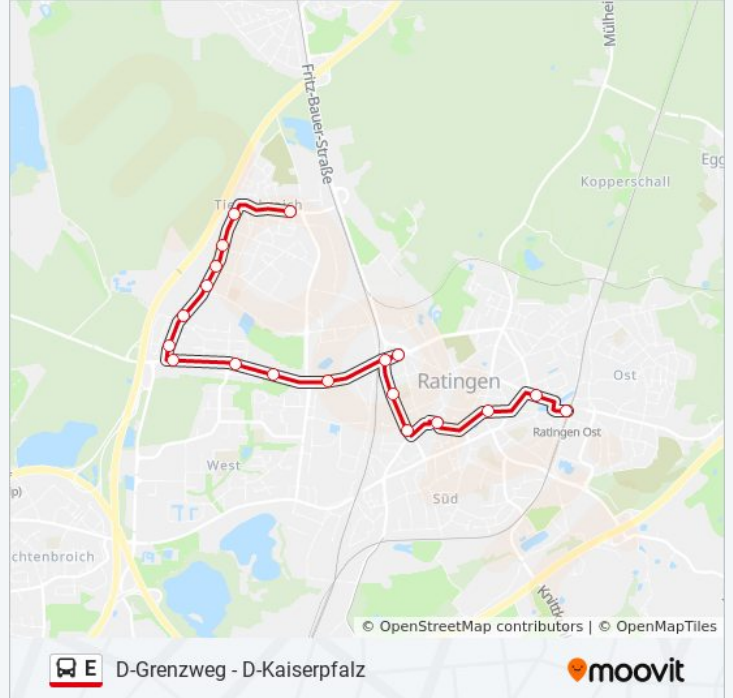 Mülhei
Fritz-Bauer-Straße
Egg
Kopperschall
Ratingen
Ost
Ratingen Ost
West
Süd
p)
chtenbroich
Knittk
© OpenStreetMap contributors | © OpenMapTiles
E D-Grenzweg - D-Kaiserpfalz
moovit